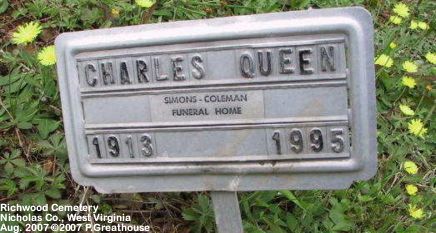 CHARLES QUEEN
SIMONS-COLEMAN
FUNERAL HOME
1913 1995
Richwood Cemetery
Nicholas Co., West Virginia
Aug. 2007©2007 P.Greathouse